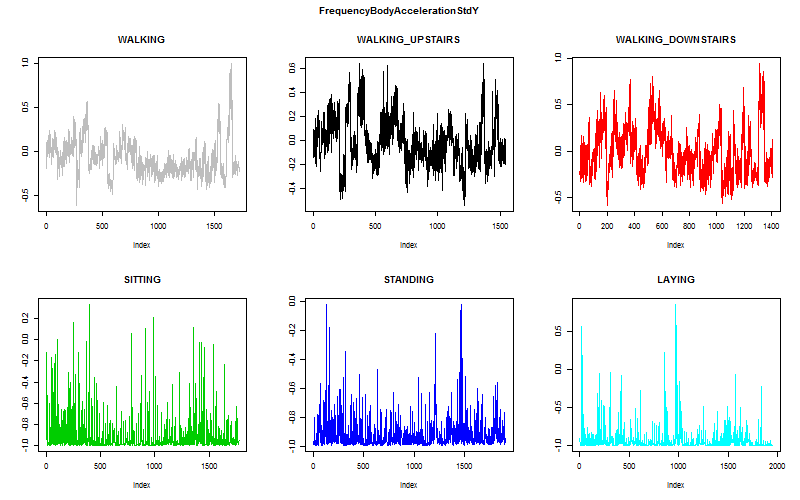 FrequencyBodyAccelerationStdY
WALKING
WALKING_UPSTAIRS
WALKING_DOWNSTAIRS
1.0
0.5
0.0
-0.5
0.6
0.4
0.2
0.0
-0.2
-0.4
1.0
0.5
0.0
-0.5
0 500 1000 1500
0 500 1000 1500
0 200 400 600 800 1000 1200 1400
Index
Index
Index
SITTING
STANDING
LAYING
0.2
0.0
-0.2
-0.4
-0.6
-0.8
-1.0
0.0
-0.2
-0.4
-0.6
-0.8
-1.0
0.5
0.0
-0.5
-1.0
0 500 1000 1500
0 500 1000 1500
0 500 1000 1500 2000
Index
Index
Index